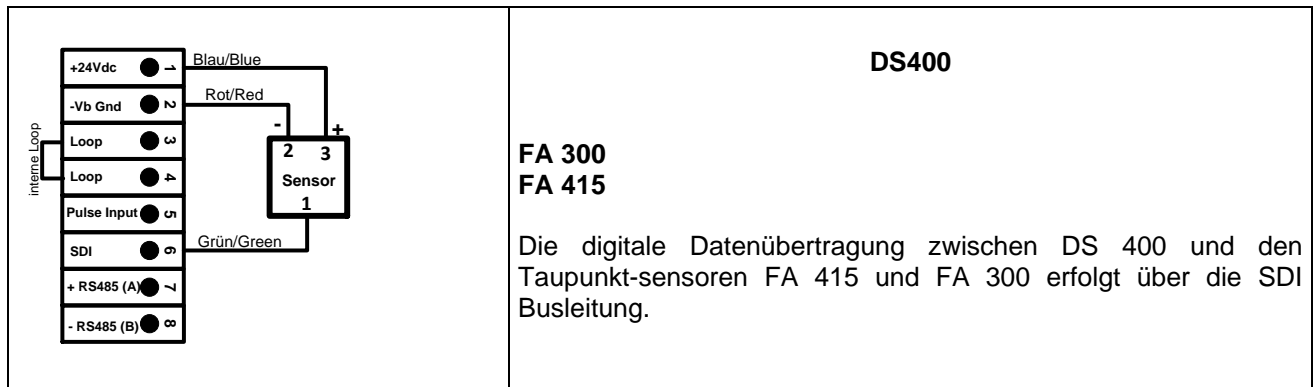 +24Vdc 1 Blau/Blue
-Vb Gnd 2 Rot/Red
- +
interne Loop
Loop 3
2 3
Loop 4
Sensor
1
Pulse Input 5
SDI 6 Grün/Green
+ RS485 (A) 7
- RS485 (B) 8
DS400
FA 300
FA 415
Die digitale Datenübertragung zwischen DS 400 und den
Taupunkt-sensoren FA 415 und FA 300 erfolgt über die SDI
Busleitung.